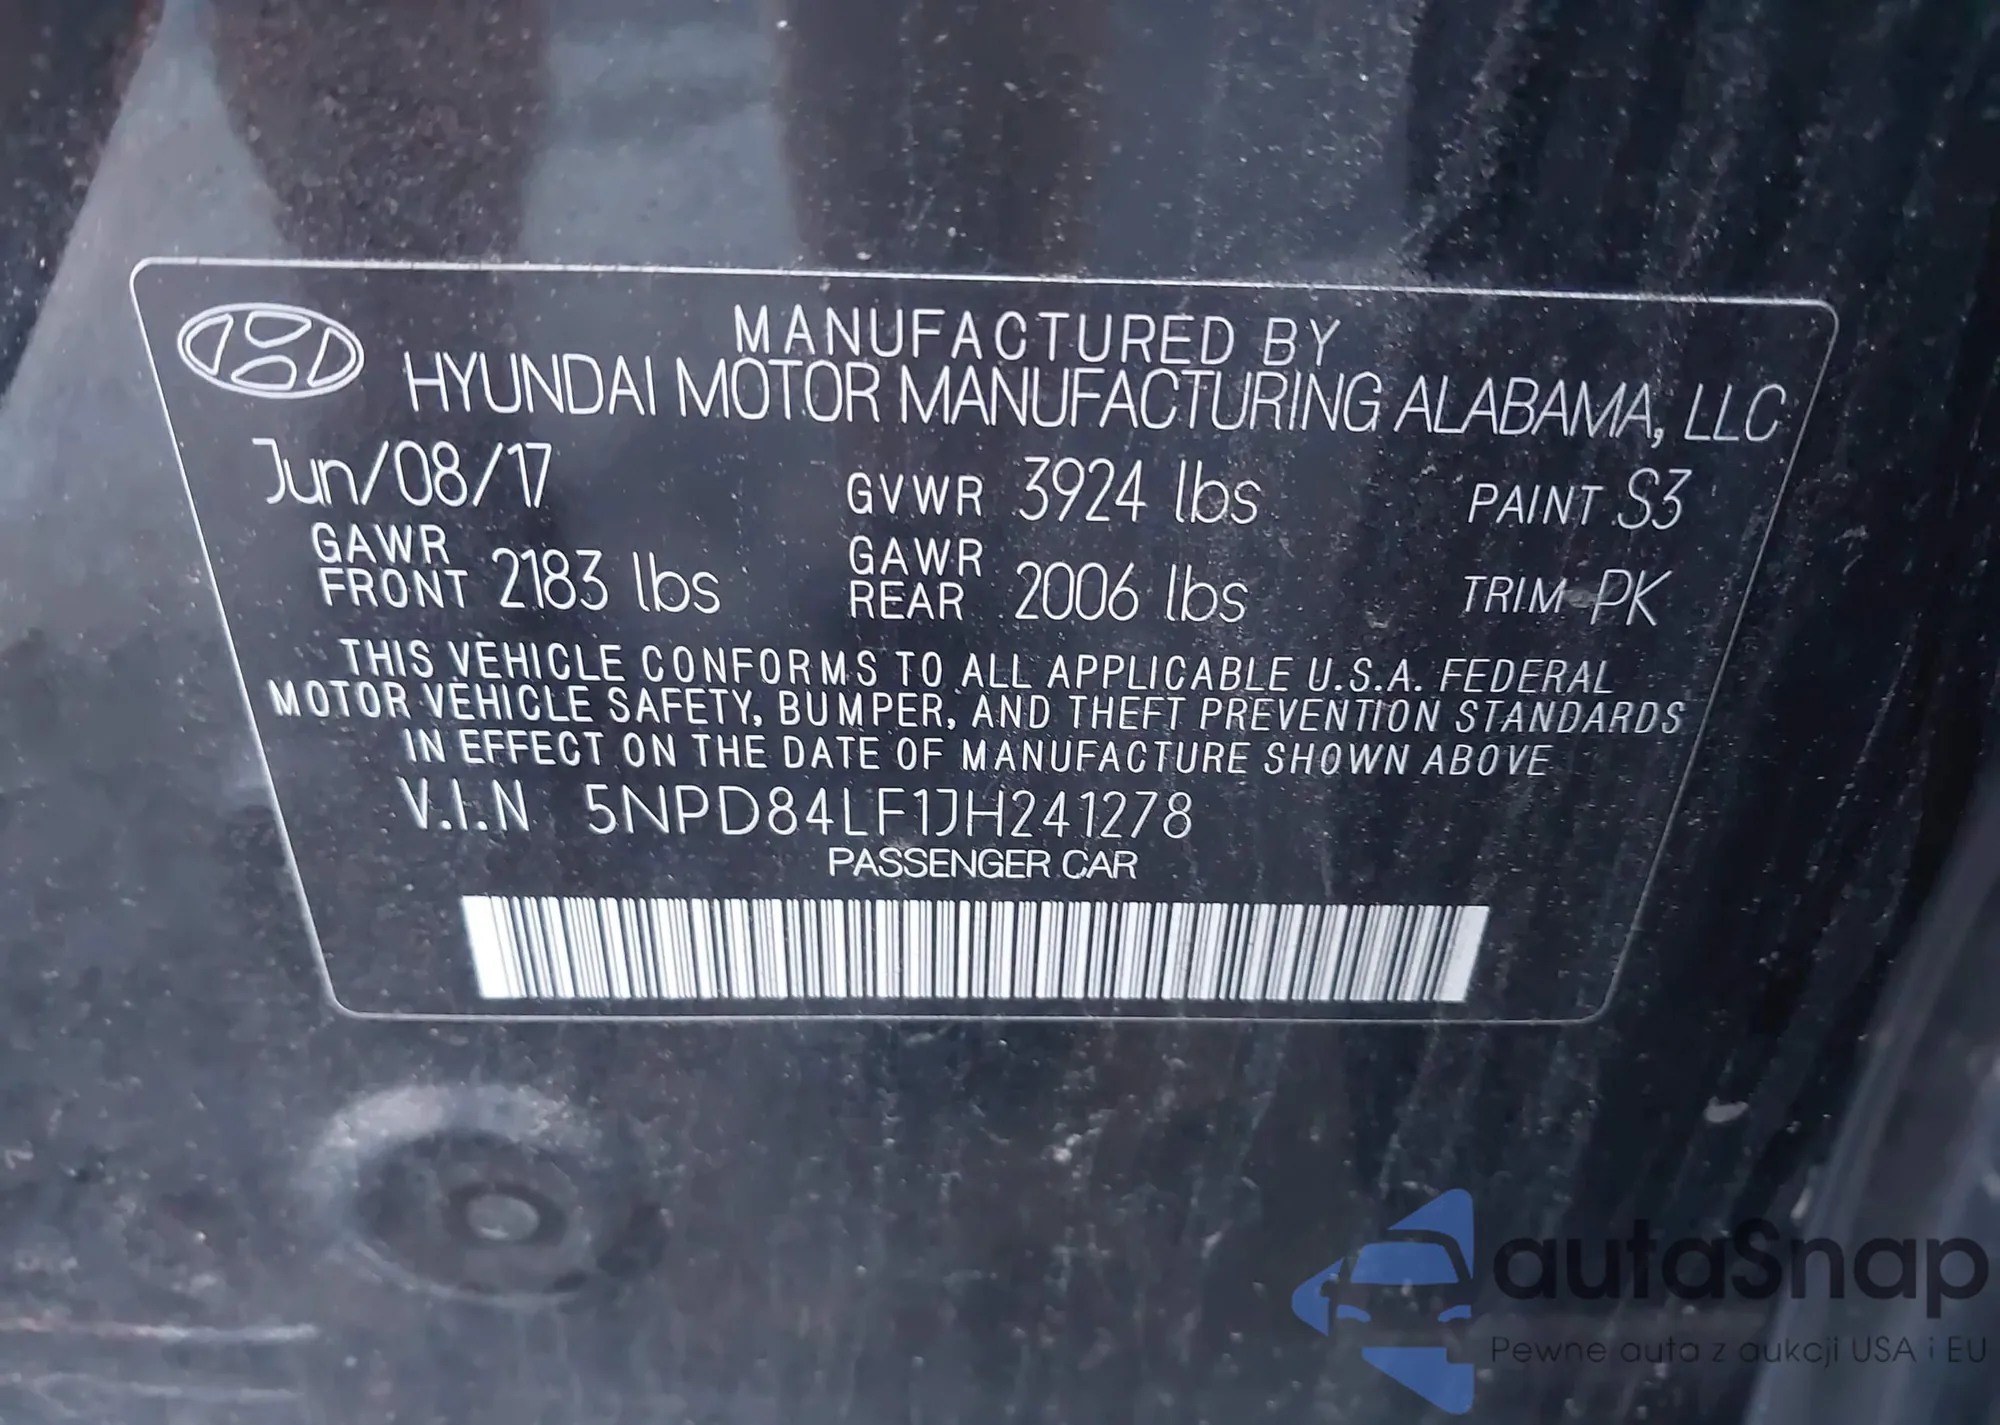 MANUFACTURED BY
HYUNDAI MOTOR MANUFACTURING ALABAMA, LLC
Jun/08/17 GVWR 3924 lbs PAINT S3
GAWR FRONT 2183 lbs GAWR REAR 2006 lbs TRIM PK
THIS VEHICLE CONFORMS TO ALL APPLICABLE U.S.A. FEDERAL
MOTOR VEHICLE SAFETY, BUMPER, AND THEFT PREVENTION STANDARDS
IN EFFECT ON THE DATE OF MANUFACTURE SHOWN ABOVE
V.I.N 5NPD84LF1JH241278
PASSENGER CAR
autaSnap
Pewne auta z aukcji USA i EU